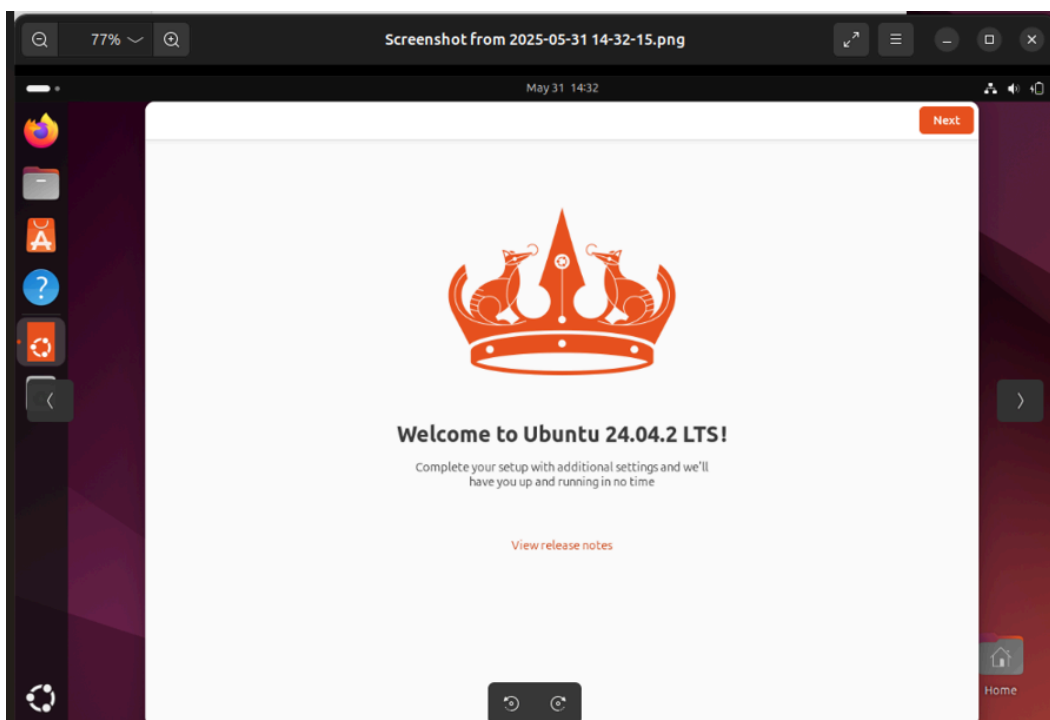 77%
Screenshot from 2025-05-31 14-32-15.png
May 31 14:32
Next
Welcome to Ubuntu 24.04.2 LTS!
Complete your setup with additional settings and we'll
have you up and running in no time
View release notes
Home